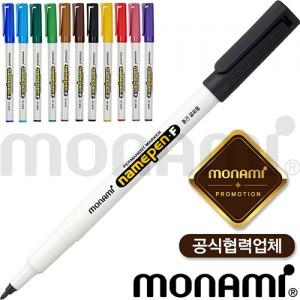 PERMANENT MARKER
namepen·F
monami
monami
PROMOTION
공식협력업체
monami